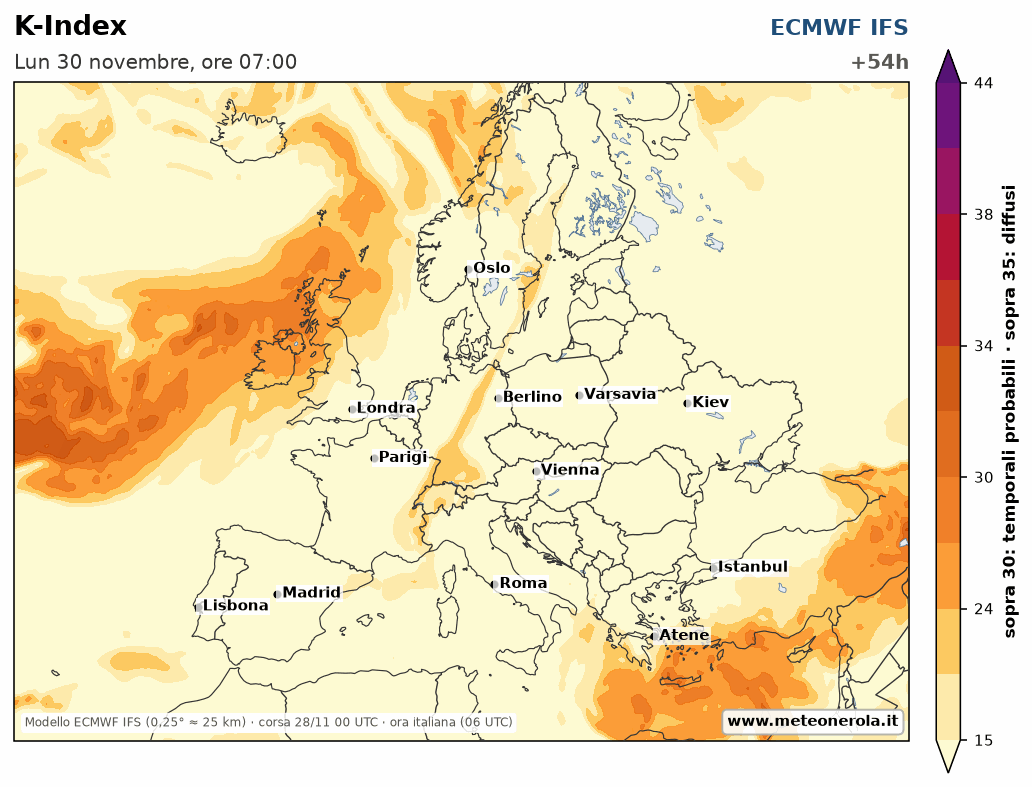 K-Index
ECMWF IFS
Lun 30 novembre, ore 07:00
+54h
44
38
34
30
24
15
sopra 30: temporali probabili · sopra 35: diffusi
Oslo
Berlino
Varsavia
Kiev
Londra
Parigi
Vienna
Istanbul
Roma
Madrid
Lisbona
Atene
Modello ECMWF IFS (0,25° ≈ 25 km) · corsa 28/11 00 UTC · ora italiana (06 UTC)
www.meteonerola.it